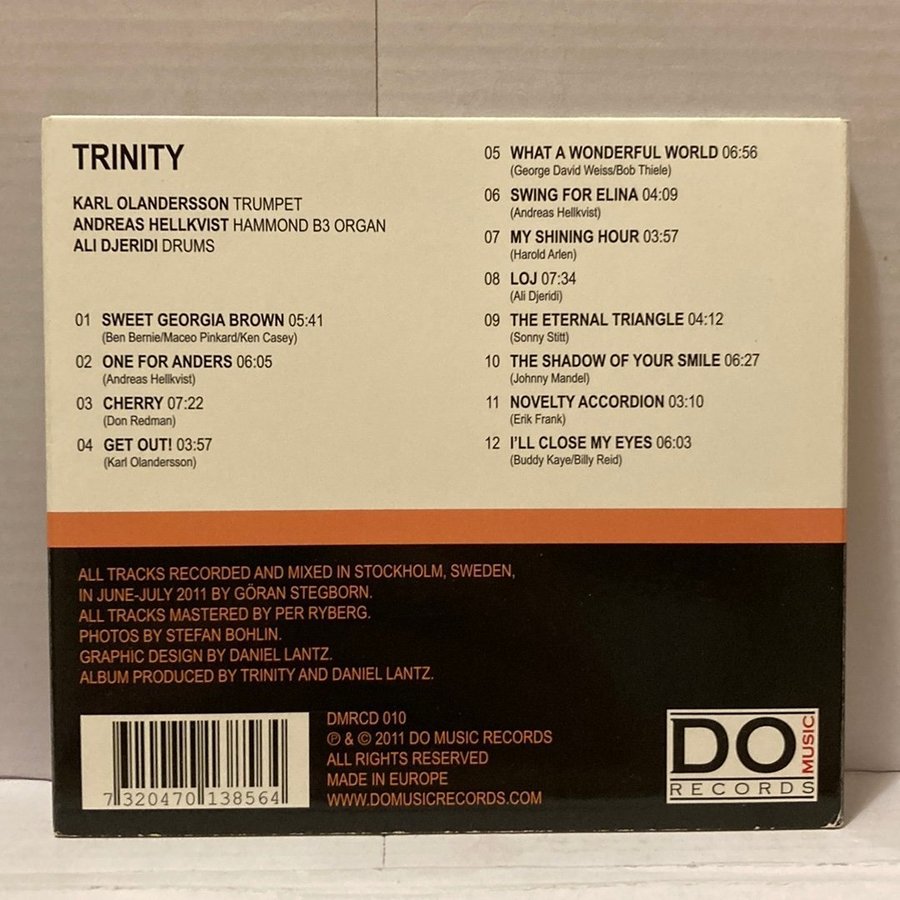 TRINITY
KARL OLANDERSSON TRUMPET
ANDREAS HELLKVIST HAMMOND B3 ORGAN
ALI DJERIDI DRUMS
01 SWEET GEORGIA BROWN 05:41
(Ben Bernie/Maceo Pinkard/Ken Casey)
02 ONE FOR ANDERS 06:05
(Andreas Hellkvist)
03 CHERRY 07:22
(Don Redman)
04 GET OUT! 03:57
(Karl Olandersson)
05 WHAT A WONDERFUL WORLD 06:56
(George David Weiss/Bob Thiele)
06 SWING FOR ELINA 04:09
(Andreas Hellkvist)
07 MY SHINING HOUR 03:57
(Harold Arlen)
08 LOJ 07:34
(Ali Djeridi)
09 THE ETERNAL TRIANGLE 04:12
(Sonny Stitt)
10 THE SHADOW OF YOUR SMILE 06:27
(Johnny Mandel)
11 NOVELTY ACCORDION 03:10
(Erik Frank)
12 I'LL CLOSE MY EYES 06:03
(Buddy Kaye/Billy Reid)
ALL TRACKS RECORDED AND MIXED IN STOCKHOLM, SWEDEN,
IN JUNE-JULY 2011 BY GÖRAN STEGBORN.
ALL TRACKS MASTERED BY PER RYBERG.
PHOTOS BY STEFAN BOHLIN.
GRAPHIC DESIGN BY DANIEL LANTZ.
ALBUM PRODUCED BY TRINITY AND DANIEL LANTZ.
7 320470 138564
DMRCD 010
℗ & © 2011 DO MUSIC RECORDS
ALL RIGHTS RESERVED
MADE IN EUROPE
WWW.DOMUSICRECORDS.COM
DO MUSIC
RECORDS